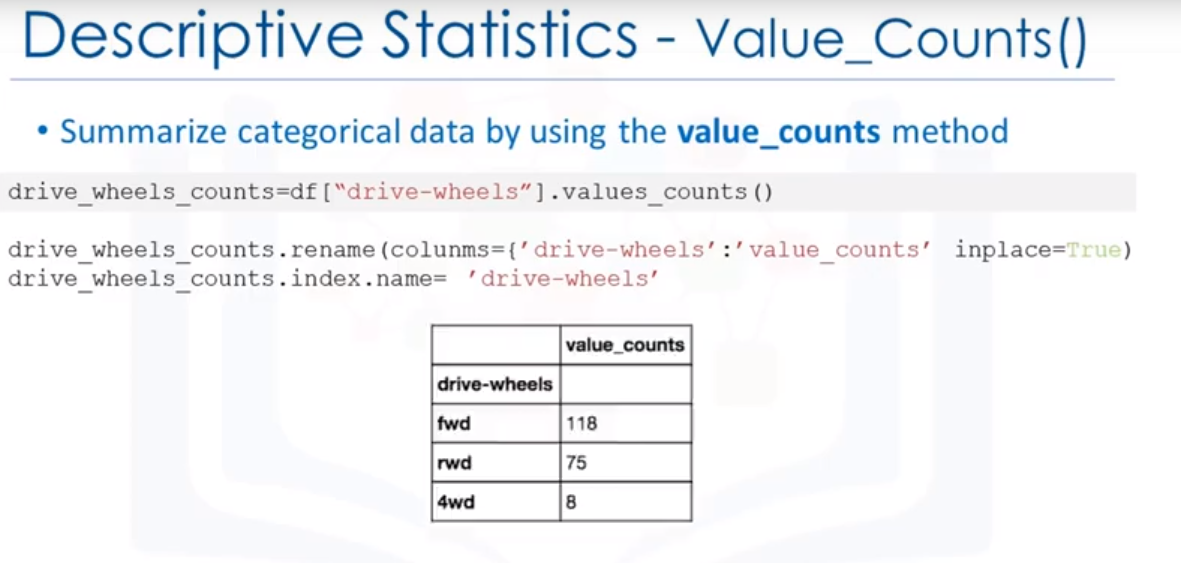 Descriptive Statistics - Value_Counts()
• Summarize categorical data by using the value_counts method
drive_wheels_counts=df[“drive-wheels”].values_counts()
drive_wheels_counts.rename(colunms={’drive-wheels’:’value_counts’ inplace=True)
drive_wheels_counts.index.name= ’drive-wheels’
value_counts
drive-wheels
fwd 118
rwd 75
4wd 8